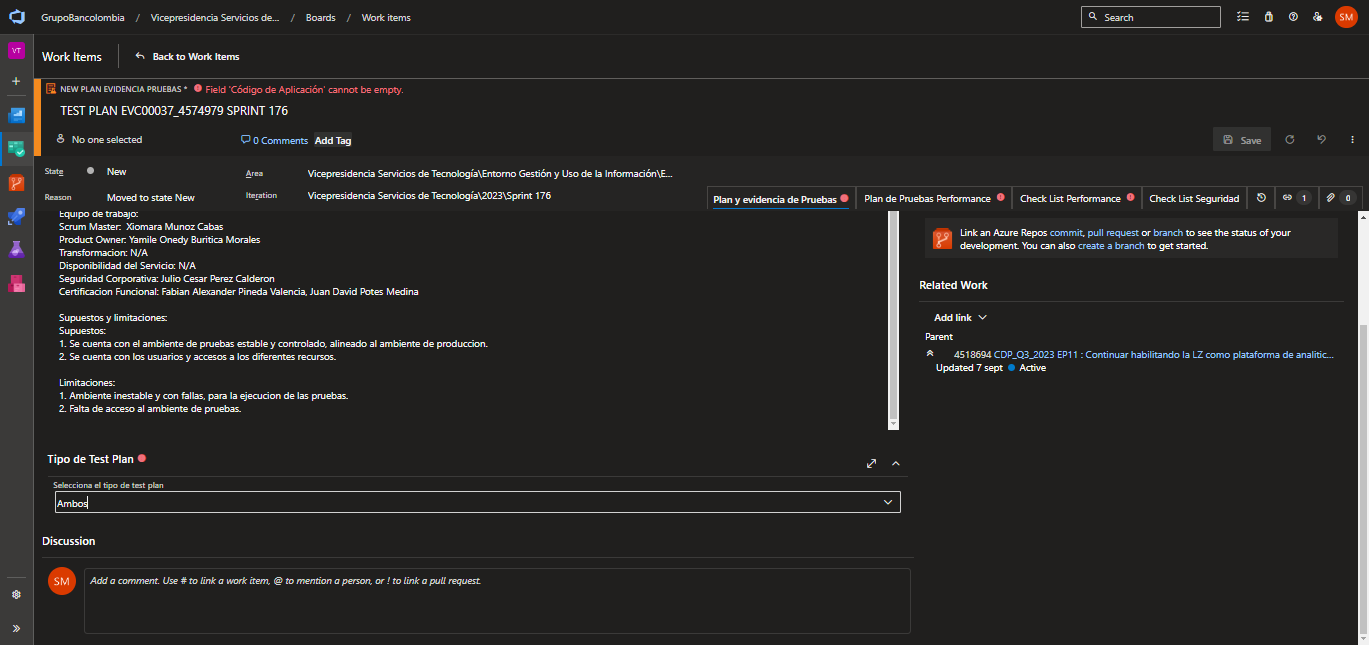 GrupoBancolombia / Vicepresidencia Servicios de... / Boards / Work items
Search
SM
VT
Work Items
Back to Work Items
NEW PLAN EVIDENCIA PRUEBAS * Field 'Código de Aplicación' cannot be empty.
TEST PLAN EVC00037_4574979 SPRINT 176
No one selected
0 Comments
Add Tag
Save
State
New
Area
Vicepresidencia Servicios de Tecnología\Entorno Gestión y Uso de la Información\E...
Reason
Moved to state New
Iteration
Vicepresidencia Servicios de Tecnología\2023\Sprint 176
Plan y evidencia de Pruebas
Plan de Pruebas Performance
Check List Performance
Check List Seguridad
1
0
Equipo de trabajo:
Scrum Master: Xiomara Munoz Cabas
Product Owner: Yamile Onedy Buritica Morales
Transformacion: N/A
Disponibilidad del Servicio: N/A
Seguridad Corporativa: Julio Cesar Perez Calderon
Certificacion Funcional: Fabian Alexander Pineda Valencia, Juan David Potes Medina
Supuestos y limitaciones:
Supuestos:
1. Se cuenta con el ambiente de pruebas estable y controlado, alineado al ambiente de produccion.
2. Se cuenta con los usuarios y accesos a los diferentes recursos.
Limitaciones:
1. Ambiente inestable y con fallas, para la ejecucion de las pruebas.
2. Falta de acceso al ambiente de pruebas.
Link an Azure Repos commit, pull request or branch to see the status of your
development. You can also create a branch to get started.
Related Work
Add link
Parent
4518694 CDP_Q3_2023 EP11 : Continuar habilitando la LZ como plataforma de analitic...
Updated 7 sept Active
Tipo de Test Plan
Selecciona el tipo de test plan
Ambos
Discussion
SM
Add a comment. Use # to link a work item, @ to mention a person, or ! to link a pull request.